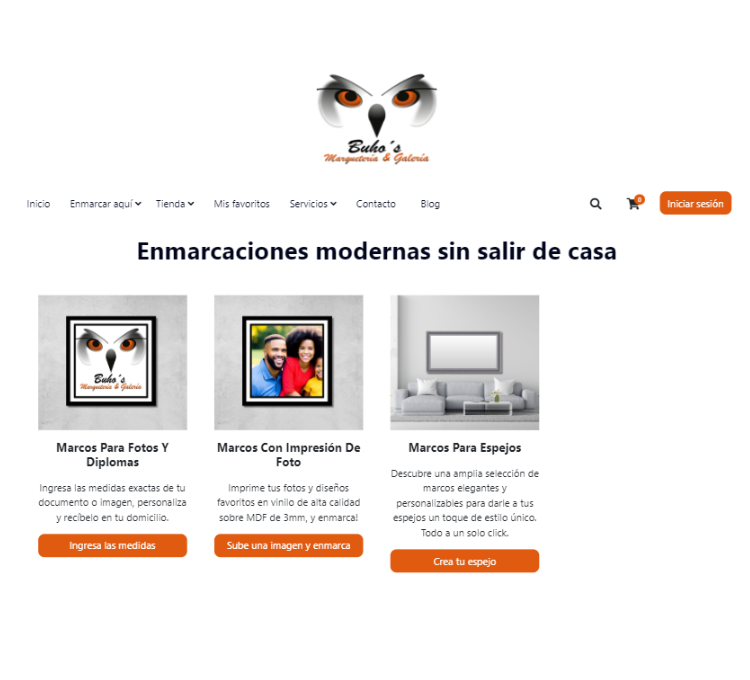 Buho´s
Marquetería & Galería
Inicio
Enmarcar aquí
Tienda
Mis favoritos
Servicios
Contacto
Blog
0
Iniciar sesión
Enmarcaciones modernas sin salir de casa
Buho´s
Marquetería & Galería
Marcos Para Fotos Y
Diplomas
Ingresa las medidas exactas de tu
documento o imagen, personaliza
y recíbelo en tu domicilio.
Ingresa las medidas
Marcos Con Impresión De
Foto
Imprime tus fotos y diseños
favoritos en vinilo de alta calidad
sobre MDF de 3mm, y enmarca!
Sube una imagen y enmarca
Marcos Para Espejos
Descubre una amplia selección de
marcos elegantes y
personalizables para darle a tus
espejos un toque de estilo único.
Todo a un solo click.
Crea tu espejo